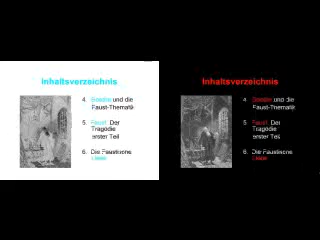 Inhaltsverzeichnis
4. Goethe und die
Faust-Thematik
5. Faust. Der
Tragödie
erster Teil
6. Die Faustische
Inhaltsverzeichnis
4. Goethe und die
Faust-Thematik
5. Faust. Der
Tragödie
erster Teil
6. Die Faustische